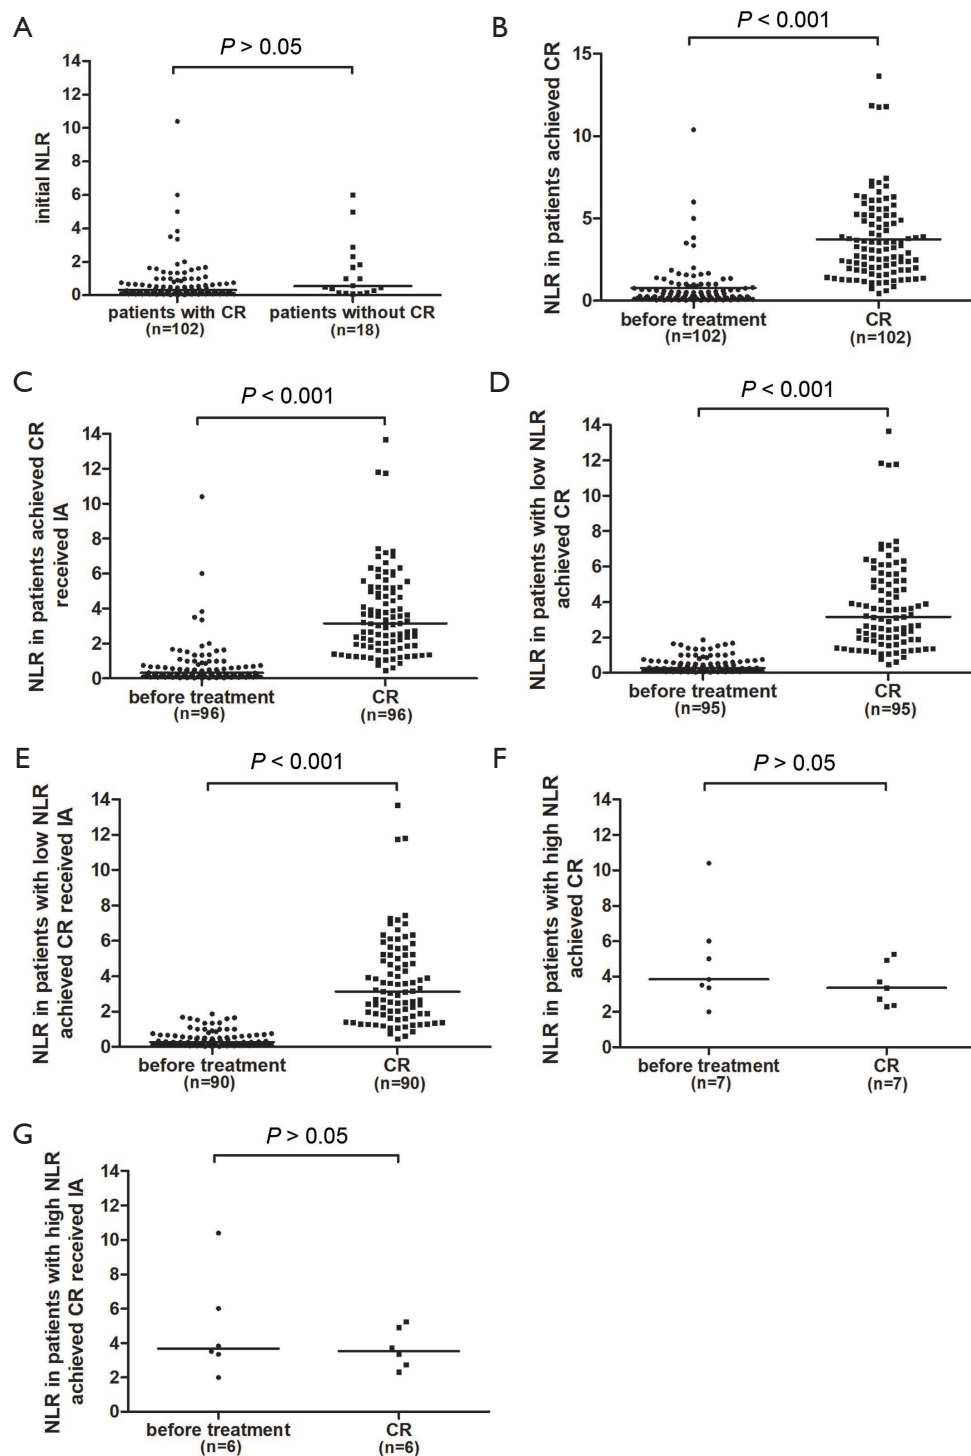 A
P > 0.05
initial NLR
14
12
10
8
6
4
2
0
patients with CR
(n=102)
patients without CR
(n=18)
B
P < 0.001
NLR in patients achieved CR
15
10
5
0
before treatment
(n=102)
CR
(n=102)
C
P < 0.001
NLR in patients achieved CR
received IA
14
12
10
8
6
4
2
0
before treatment
(n=96)
CR
(n=96)
D
P < 0.001
NLR in patients with low NLR
achieved CR
14
12
10
8
6
4
2
0
before treatment
(n=95)
CR
(n=95)
E
P < 0.001
NLR in patients with low NLR
achieved CR received IA
14
12
10
8
6
4
2
0
before treatment
(n=90)
CR
(n=90)
F
P > 0.05
NLR in patients with high NLR
achieved CR
14
12
10
8
6
4
2
0
before treatment
(n=7)
CR
(n=7)
G
P > 0.05
NLR in patients with high NLR
achieved CR received IA
14
12
10
8
6
4
2
0
before treatment
(n=6)
CR
(n=6)